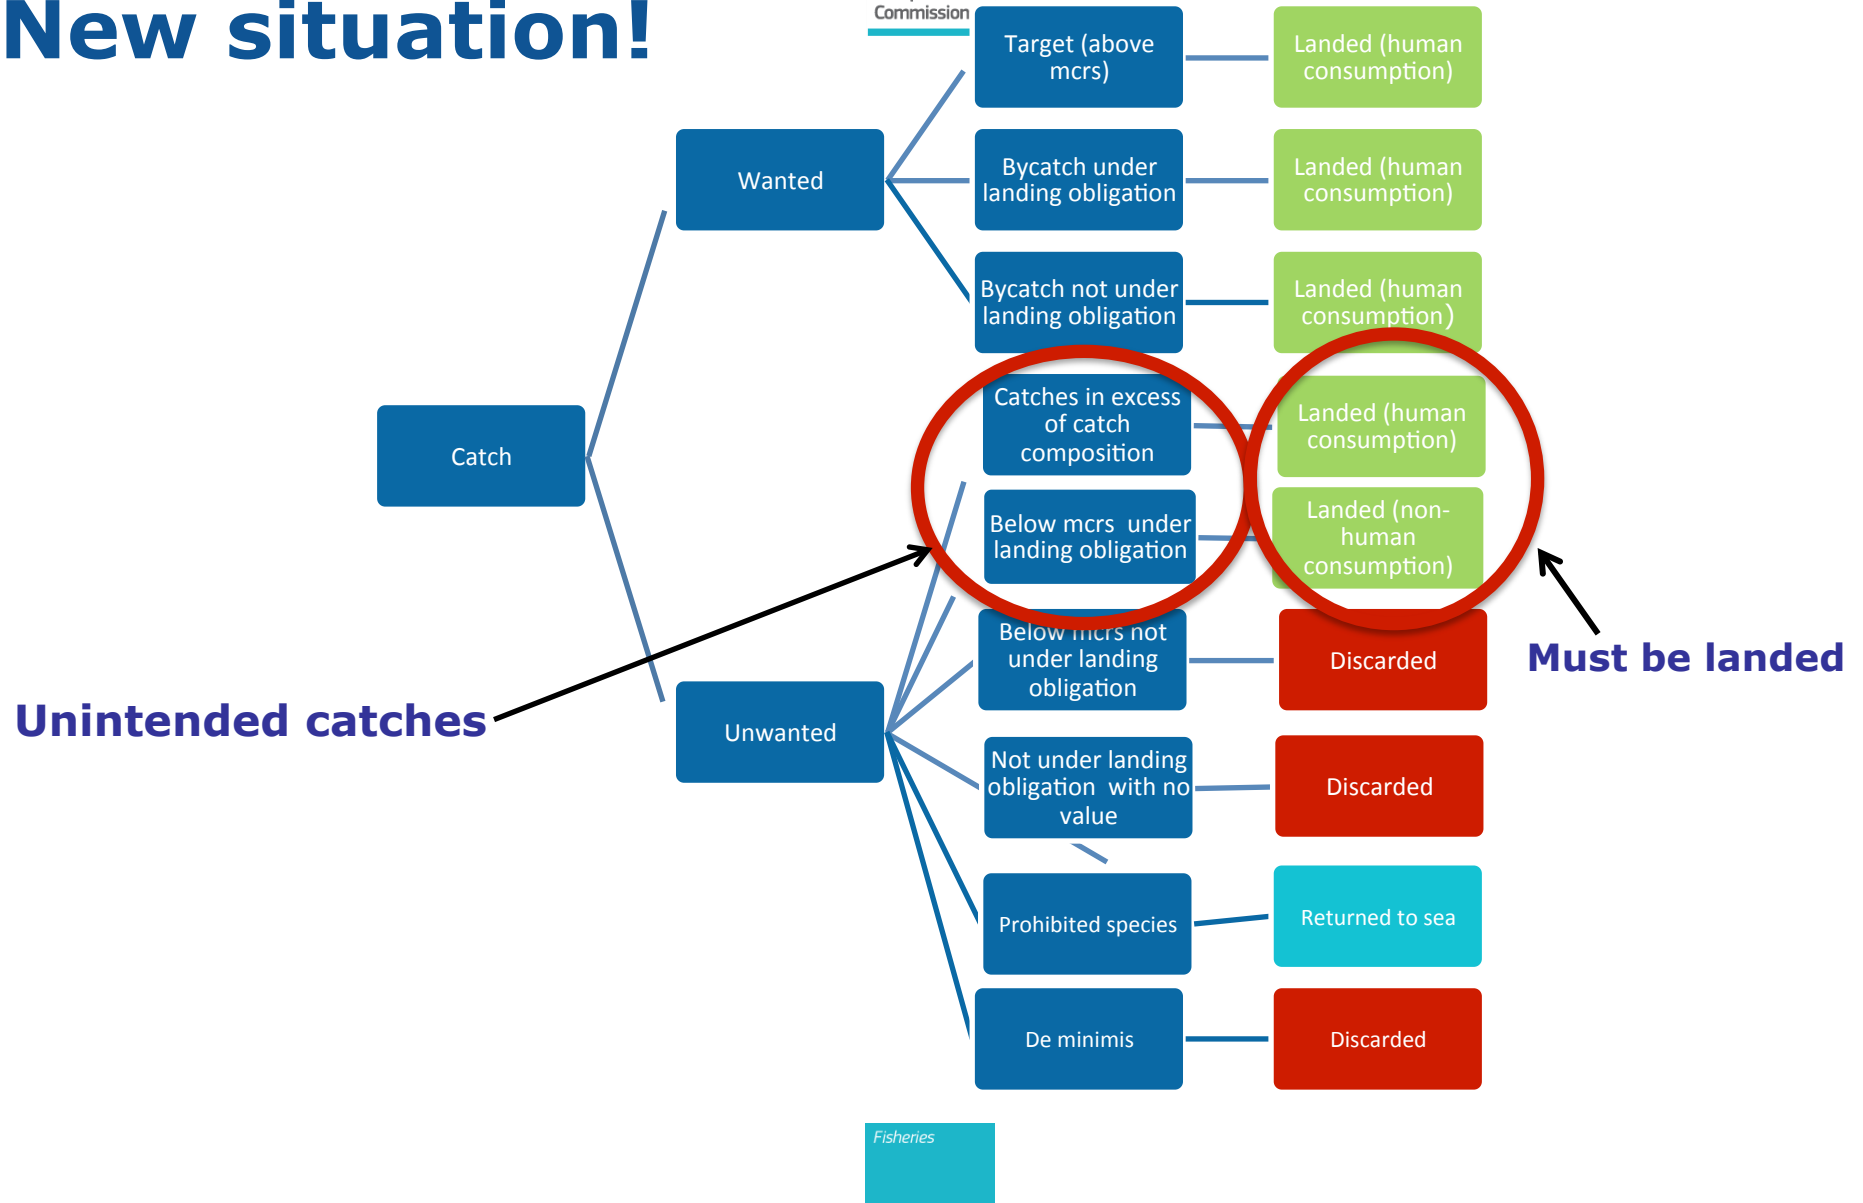 New situation!
Commission
Target (above
mcrs)
Landed (human
consumption)
Wanted
Bycatch under
landing obligation
Landed (human
consumption)
Bycatch not under
landing obligation
Landed (human
consumption)
Catch
Catches in excess
of catch
composition
Landed (human
consumption)
Below mcrs  under
landing obligation
Landed (non-
human
consumption)
Below mcrs not
under landing
obligation
Discarded
Must be landed
Unintended catches
Unwanted
Not under landing
obligation  with no
value
Discarded
Prohibited species
Returned to sea
De minimis
Discarded
Fisheries